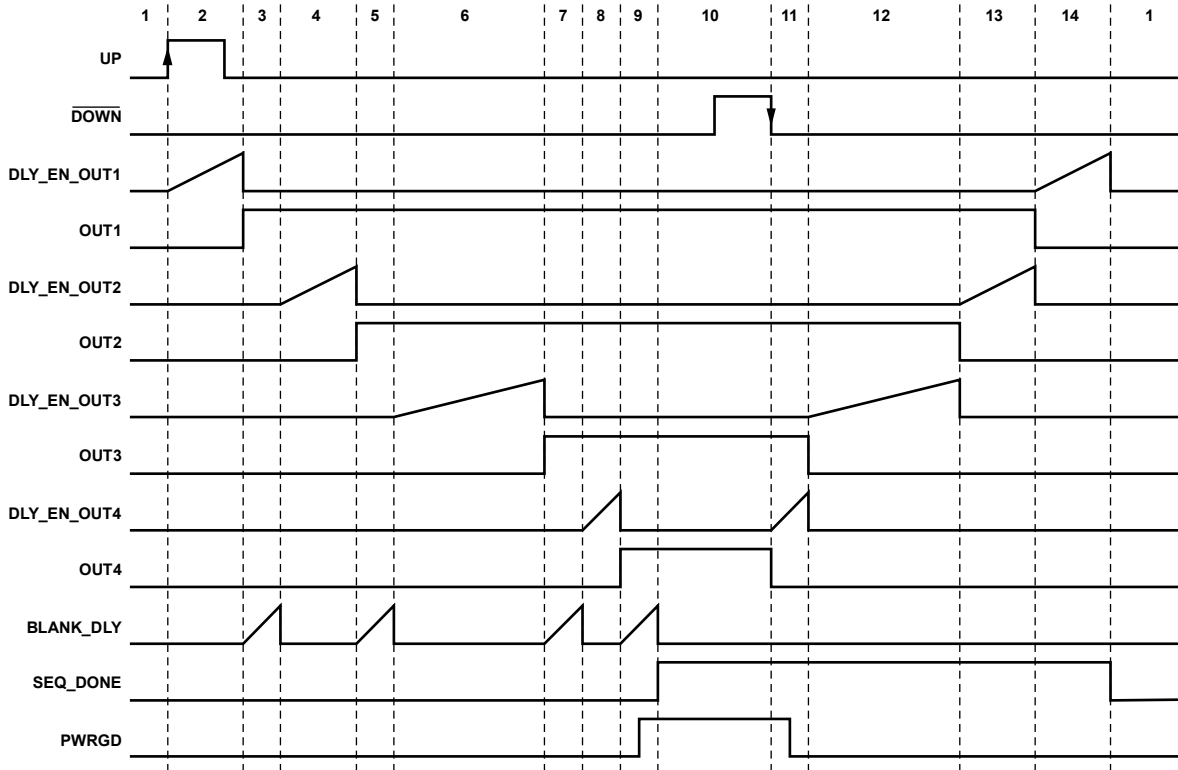 1 2 3 4 5 6 7 8 9 10 11 12 13 14 1
UP
DOWN
DLY_EN_OUT1
OUT1
DLY_EN_OUT2
OUT2
DLY_EN_OUT3
OUT3
DLY_EN_OUT4
OUT4
BLANK_DLY
SEQ_DONE
PWRGD